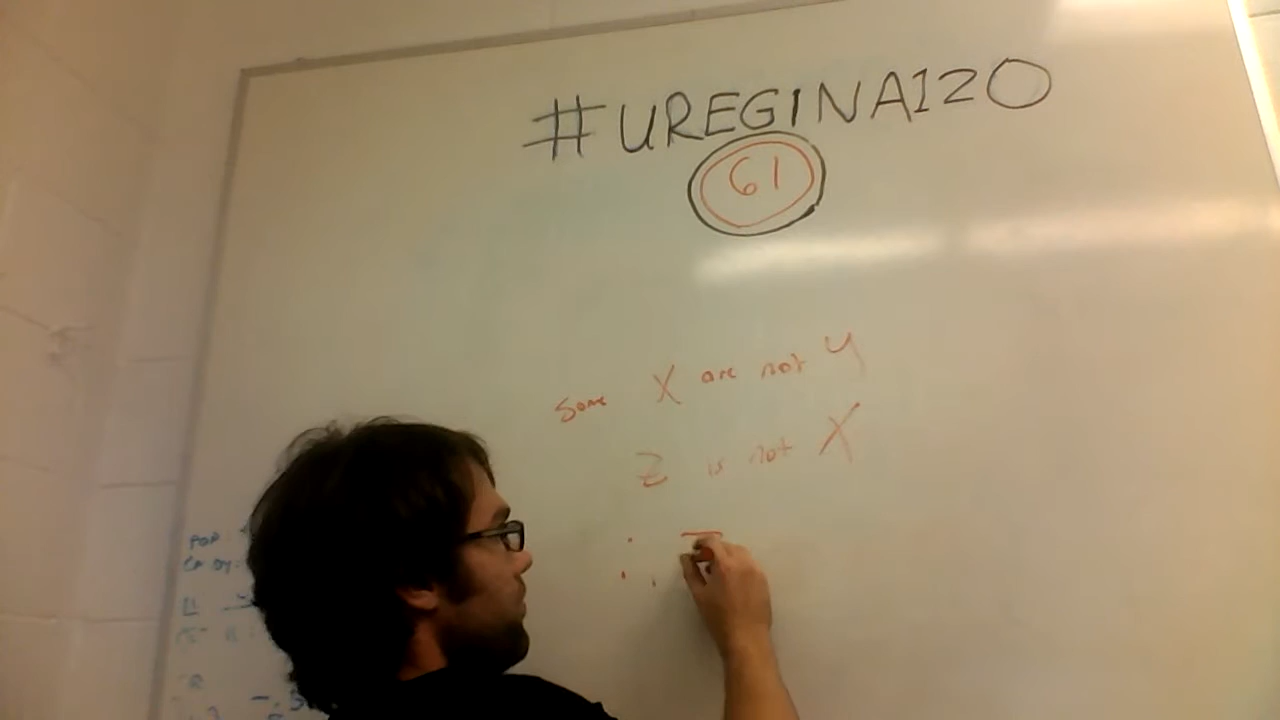 #UREGINA120
61
Some X are not Y
Z is not X
∴